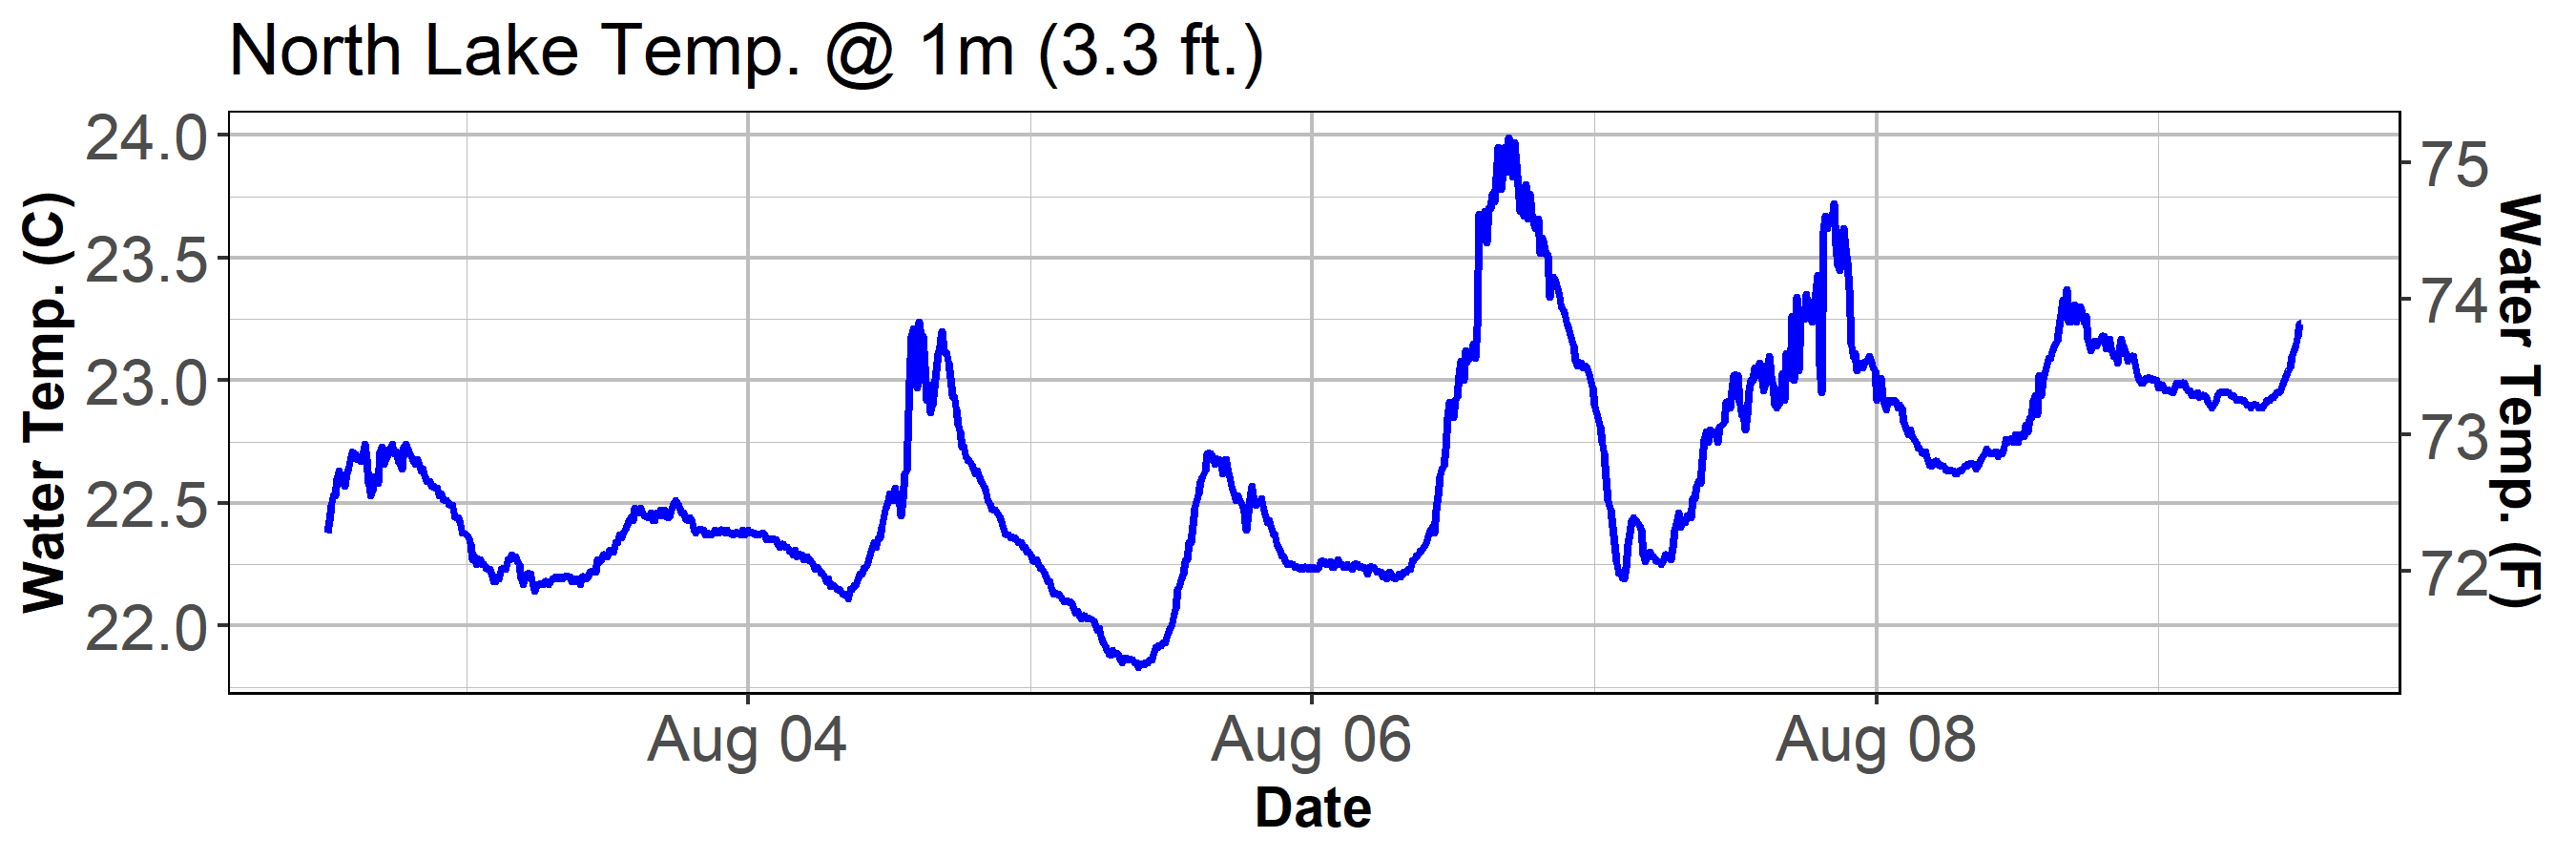 North Lake Temp. @ 1m (3.3 ft.)
Water Temp. (C)
24.0
23.5
23.0
22.5
22.0
75
74
73
72
Water Temp. (F)
Aug 04 Aug 06 Aug 08
Date